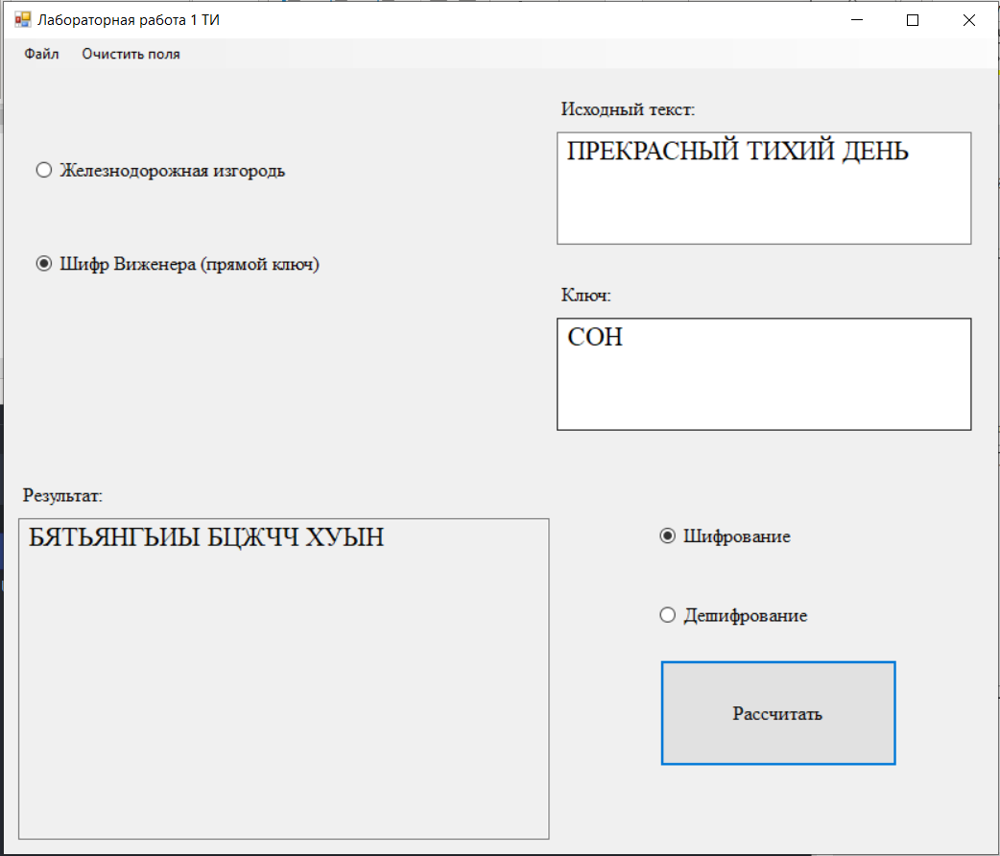 Лабораторная работа 1 ТИ
Файл Очистить поля
Исходный текст:
ПРЕКРАСНЫЙ ТИХИЙ ДЕНЬ
Железнодорожная изгородь
Шифр Виженера (прямой ключ)
Ключ:
СОН
Результат:
БЯТЬЯНГЬИЫ БЦЖЧЧ ХУЫН
Шифрование
Дешифрование
Рассчитать